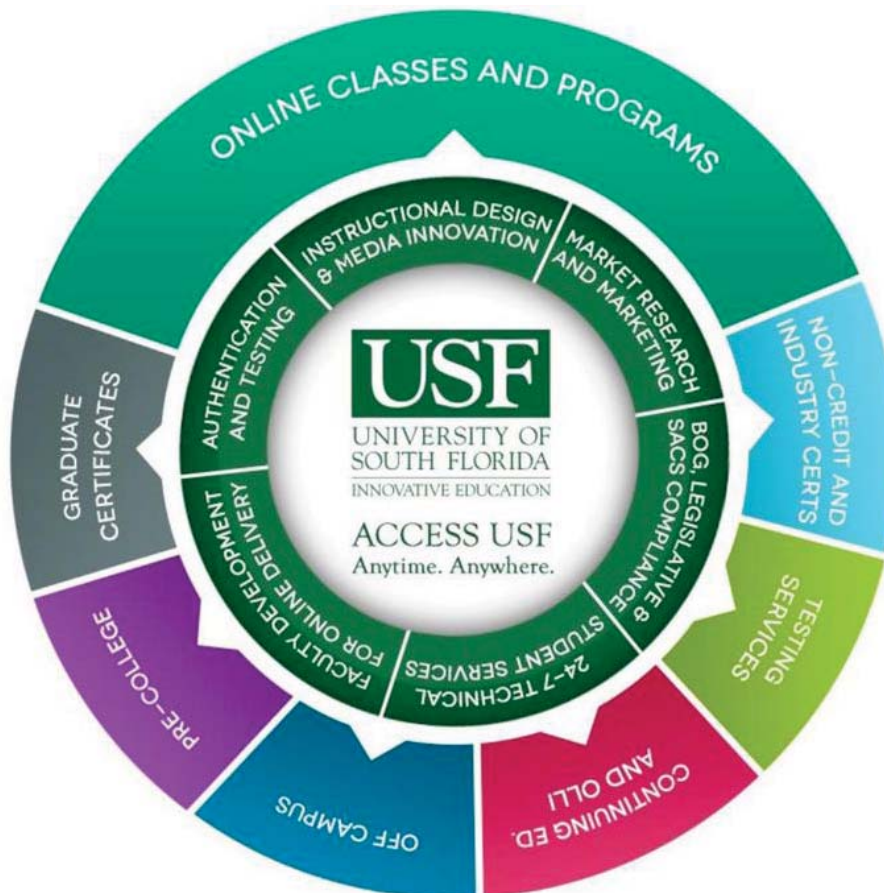 ONLINE CLASSES AND PROGRAMS
NON-CREDIT AND
INDUSTRY CERTS
TESTING
SERVICES
CONTINUING ED.
AND OLLI
OFF CAMPUS
PRE-COLLEGE
GRADUATE
CERTIFICATES
INSTRUCTIONAL DESIGN
& MEDIA INNOVATION
MARKET RESEARCH
AND MARKETING
BOG, LEGISLATIVE &
SACS COMPLIANCE
24-7 TECHNICAL
STUDENT SERVICES
FACULTY DEVELOPMENT
FOR ONLINE DELIVERY
AUTHENTICATION
AND TESTING
USF
UNIVERSITY OF
SOUTH FLORIDA
INNOVATIVE EDUCATION
ACCESS USF
Anytime. Anywhere.